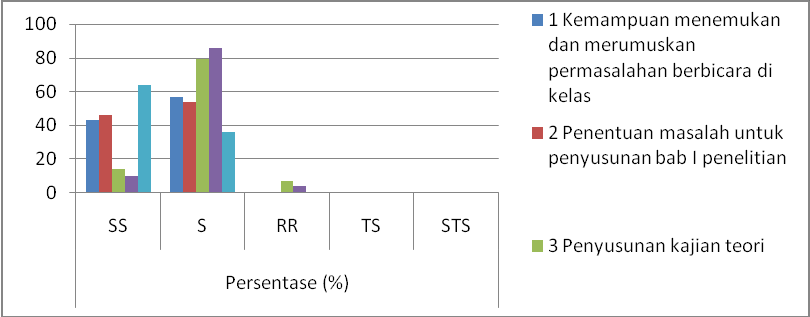 100
80
60
40
20
0
SS S RR TS STS
Persentase (%)
1 Kemampuan menemukan
dan merumuskan
permasalahan berbicara di
kelas
2 Penentuan masalah untuk
penyusunan bab I penelitian
3 Penyusunan kajian teori